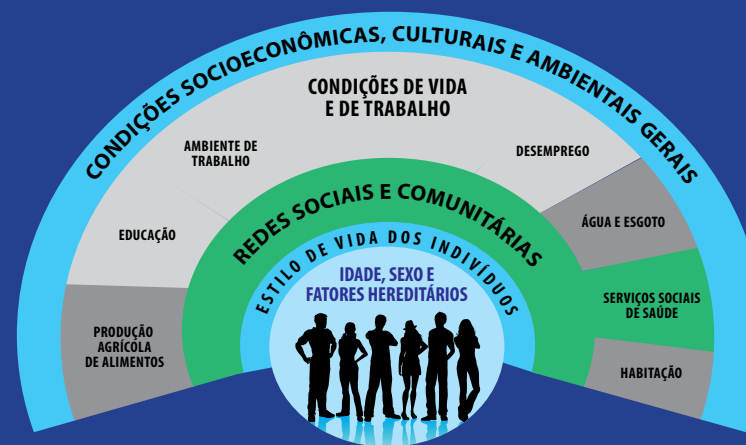 CONDIÇÕES SOCIOECONÔMICAS, CULTURAIS E AMBIENTAIS GERAIS
CONDIÇÕES DE VIDA
E DE TRABALHO
AMBIENTE DE
TRABALHO
DESEMPREGO
EDUCAÇÃO
ÁGUA E ESGOTO
PRODUÇÃO
AGRÍCOLA
DE ALIMENTOS
SERVIÇOS SOCIAIS
DE SAÚDE
HABITAÇÃO
REDES SOCIAIS E COMUNITÁRIAS
ESTILO DE VIDA DOS INDIVÍDUOS
IDADE, SEXO E
FATORES HEREDITÁRIOS